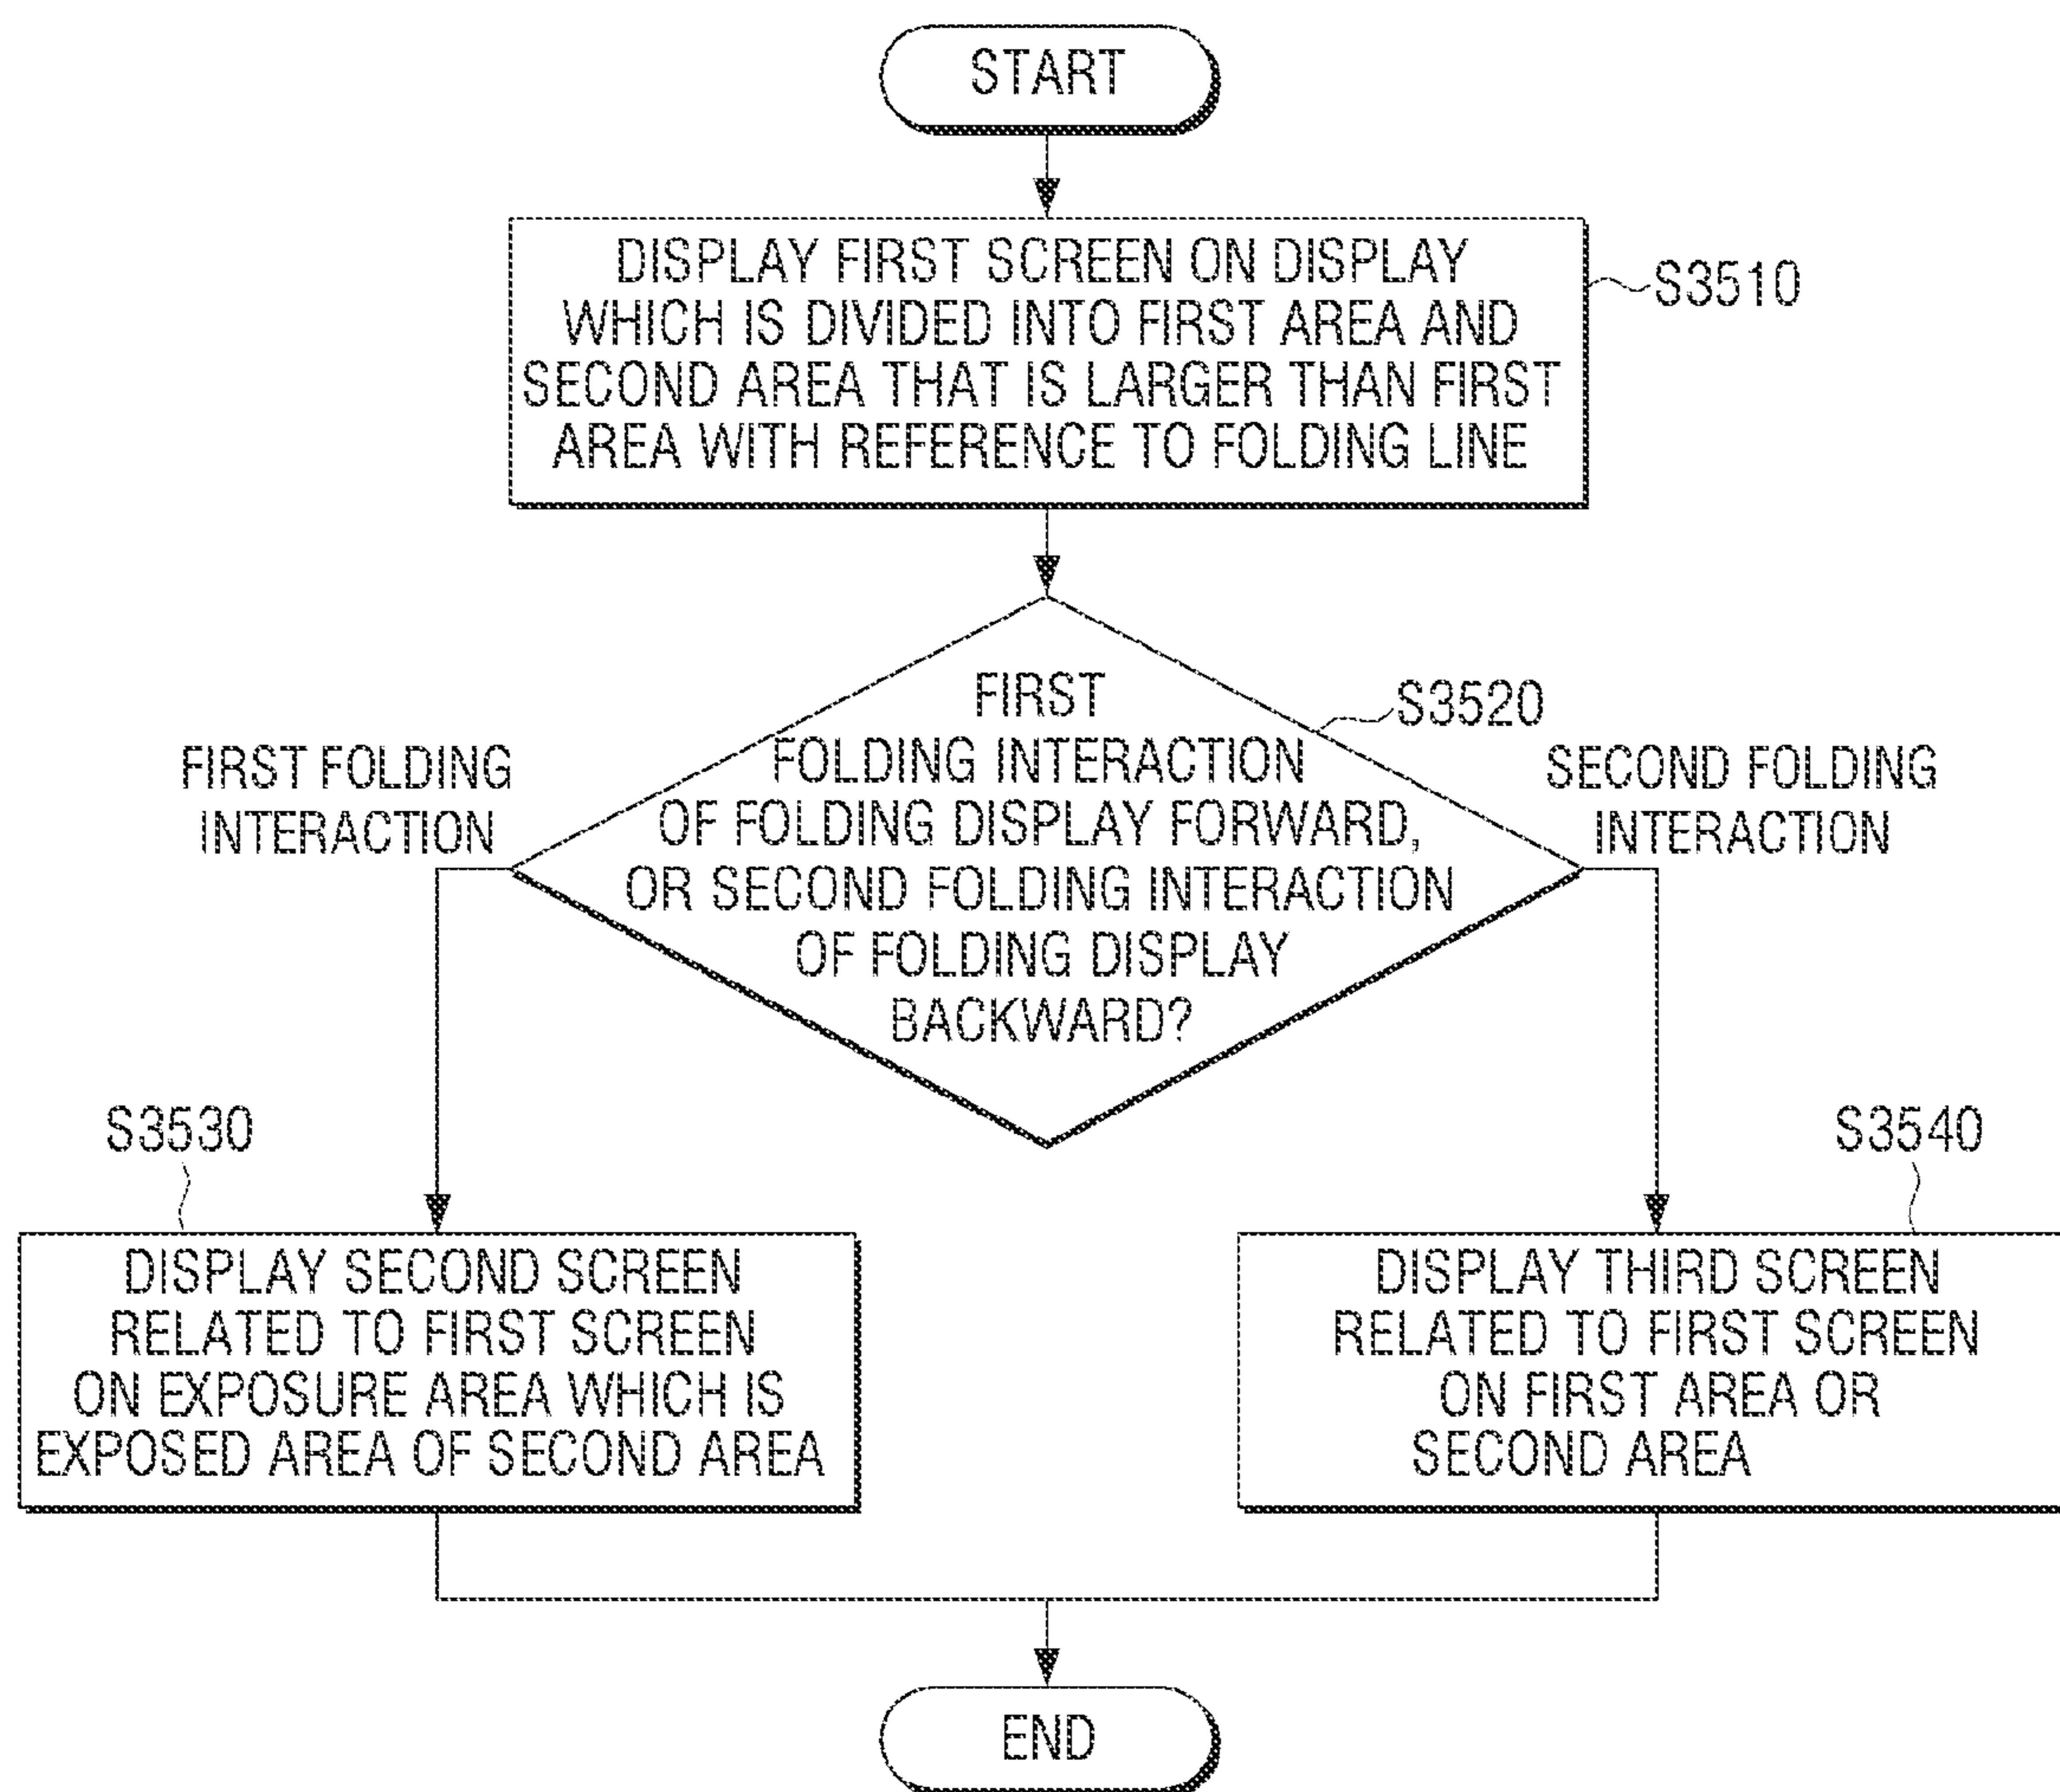 START
DISPLAY FIRST SCREEN ON DISPLAY
WHICH IS DIVIDED INTO FIRST AREA AND
SECOND AREA THAT IS LARGER THAN FIRST
AREA WITH REFERENCE TO FOLDING LINE
S3510
FIRST
FOLDING INTERACTION
OF FOLDING DISPLAY FORWARD,
OR SECOND FOLDING INTERACTION
OF FOLDING DISPLAY
BACKWARD?
S3520
FIRST FOLDING
INTERACTION
SECOND FOLDING
INTERACTION
S3530
DISPLAY SECOND SCREEN
RELATED TO FIRST SCREEN
ON EXPOSURE AREA WHICH IS
EXPOSED AREA OF SECOND AREA
S3540
DISPLAY THIRD SCREEN
RELATED TO FIRST SCREEN
ON FIRST AREA OR
SECOND AREA
END